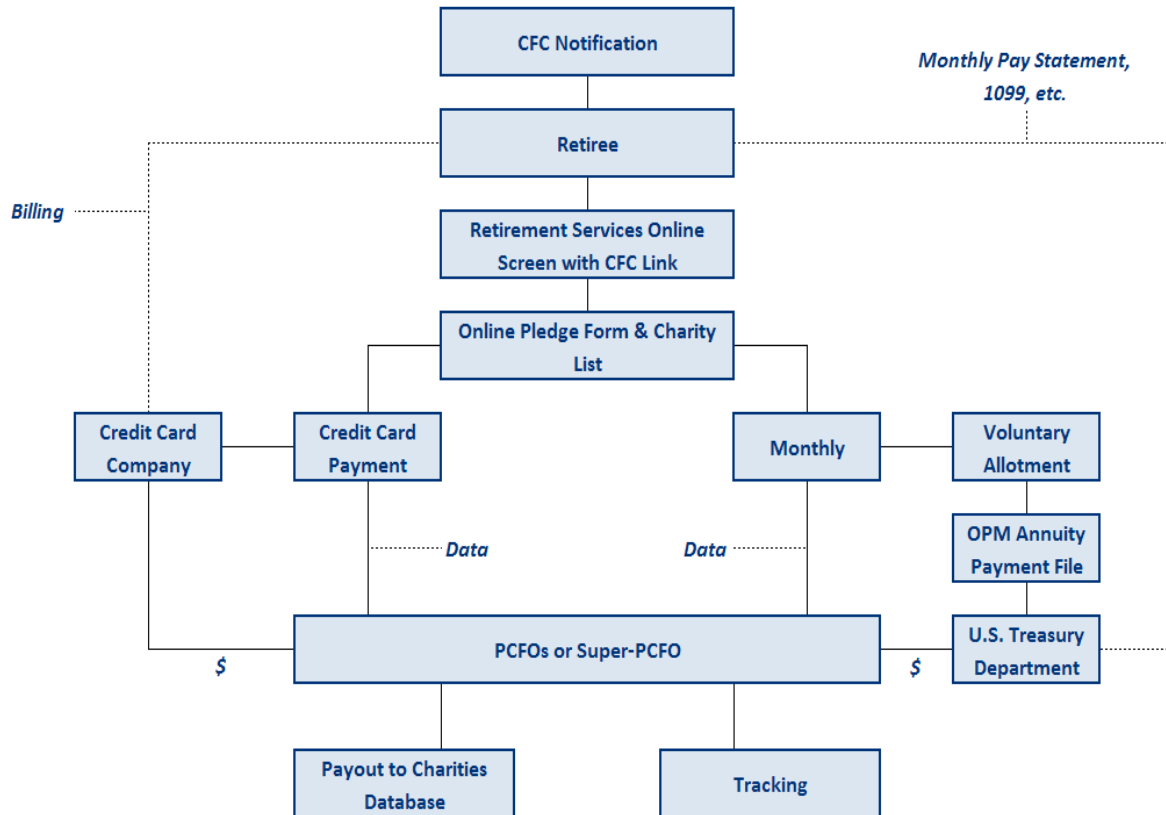 CFC Notification
Monthly Pay Statement,
1099, etc.
Retiree
Billing
Retirement Services Online
Screen with CFC Link
Online Pledge Form & Charity
List
Credit Card
Company
Credit Card
Payment
Monthly
Voluntary
Allotment
Data
Data
OPM Annuity
Payment File
PCFOs or Super-PCFO
$
$
U.S. Treasury
Department
Payout to Charities
Database
Tracking